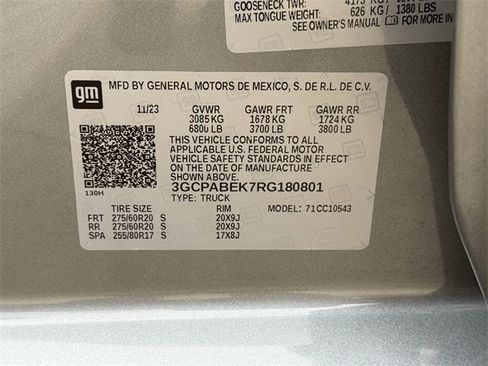 GOOSENECK TWR:
MAX TONGUE WEIGHT: 626 KG / 1380 LBS
SEE OWNER'S MANUAL FOR MORE IN
gm
MFD BY GENERAL MOTORS DE MEXICO, S. DE R.L. DE C.V.
11/23 GVWR GAWR FRT GAWR RR
3085 KG 1678 KG 1724 KG
6800 LB 3700 LB 3800 LB
THIS VEHICLE CONFORMS TO ALL
APPLICABLE U.S. FEDERAL MOTOR
VEHICLE SAFETY STANDARDS IN EFFECT
ON THE DATE OF MANUFACTURE
SHOWN ABOVE.
130H
3GCPABEK7RG180801
TYPE: TRUCK MODEL: 71CC10543
TIRE SIZE RIM
FRT 275/60R20 S 20X9J
RR 275/60R20 S 20X9J
SPA 255/80R17 S 17X8J